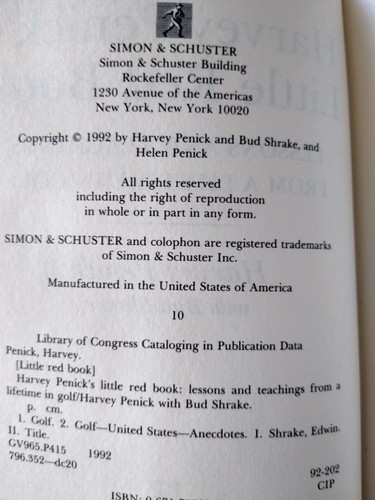 SIMON & SCHUSTER
Simon & Schuster Building
Rockefeller Center
1230 Avenue of the Americas
New York, New York 10020
Copyright © 1992 by Harvey Penick and Bud Shrake, and
Helen Penick
All rights reserved
including the right of reproduction
in whole or in part in any form.
SIMON & SCHUSTER and colophon are registered trademarks
of Simon & Schuster Inc.
Manufactured in the United States of America
10
Library of Congress Cataloging in Publication Data
Penick, Harvey.
[Little red book]
Harvey Penick's little red book: lessons and teachings from a
lifetime in golf/Harvey Penick with Bud Shrake.
p. cm.
1. Golf. 2. Golf—United States—Anecdotes. I. Shrake, Edwin.
II. Title.
GV965.P415 1992
796.352—dc20
92-202
CIP
ISBN: